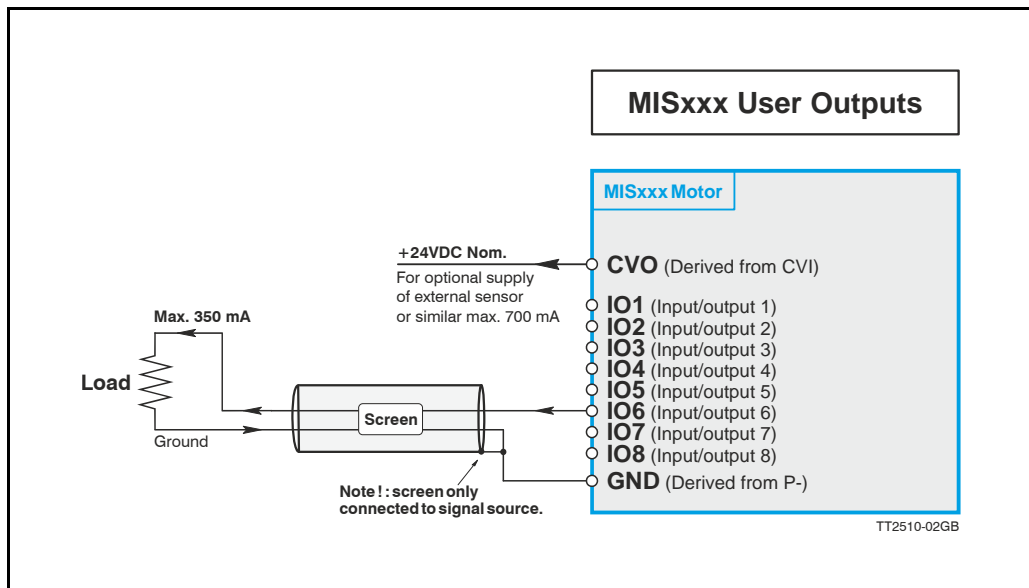 MISxxx User Outputs
MISxxx Motor
+24VDC Nom.
For optional supply
of external sensor
or similar max. 700 mA
CVO (Derived from CVI)
IO1 (Input/output 1)
IO2 (Input/output 2)
IO3 (Input/output 3)
IO4 (Input/output 4)
IO5 (Input/output 5)
IO6 (Input/output 6)
IO7 (Input/output 7)
IO8 (Input/output 8)
GND (Derived from P-)
Max. 350 mA
Load
Ground
Screen
Note! : screen only
connected to signal source.
TT2510-02GB